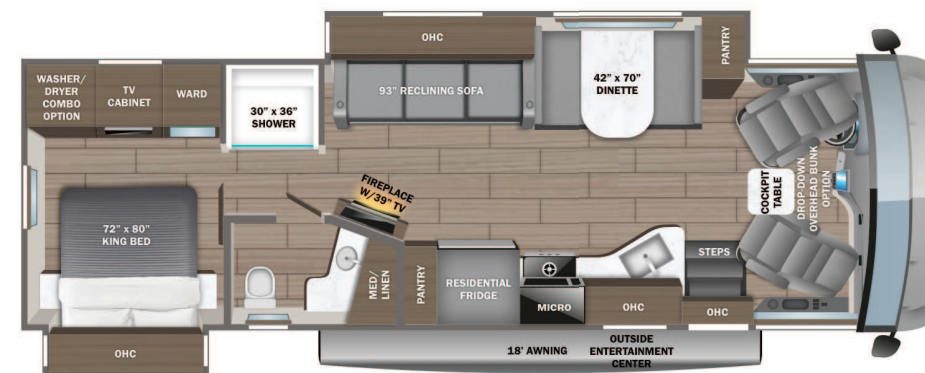 OHC
PANTRY
WASHER/
DRYER
COMBO
OPTION
TV
CABINET
WARD
30" x 36"
SHOWER
93" RECLINING SOFA
42" x 70"
DINETTE
FIREPLACE
W/39" TV
COCKPIT
TABLE
DROP-DOWN
OVERHEAD BUNK
OPTION
72" x 80"
KING BED
MED/
LINEN
PANTRY
RESIDENTIAL
FRIDGE
MICRO
OHC
STEPS
OHC
OHC
18' AWNING
OUTSIDE
ENTERTAINMENT
CENTER